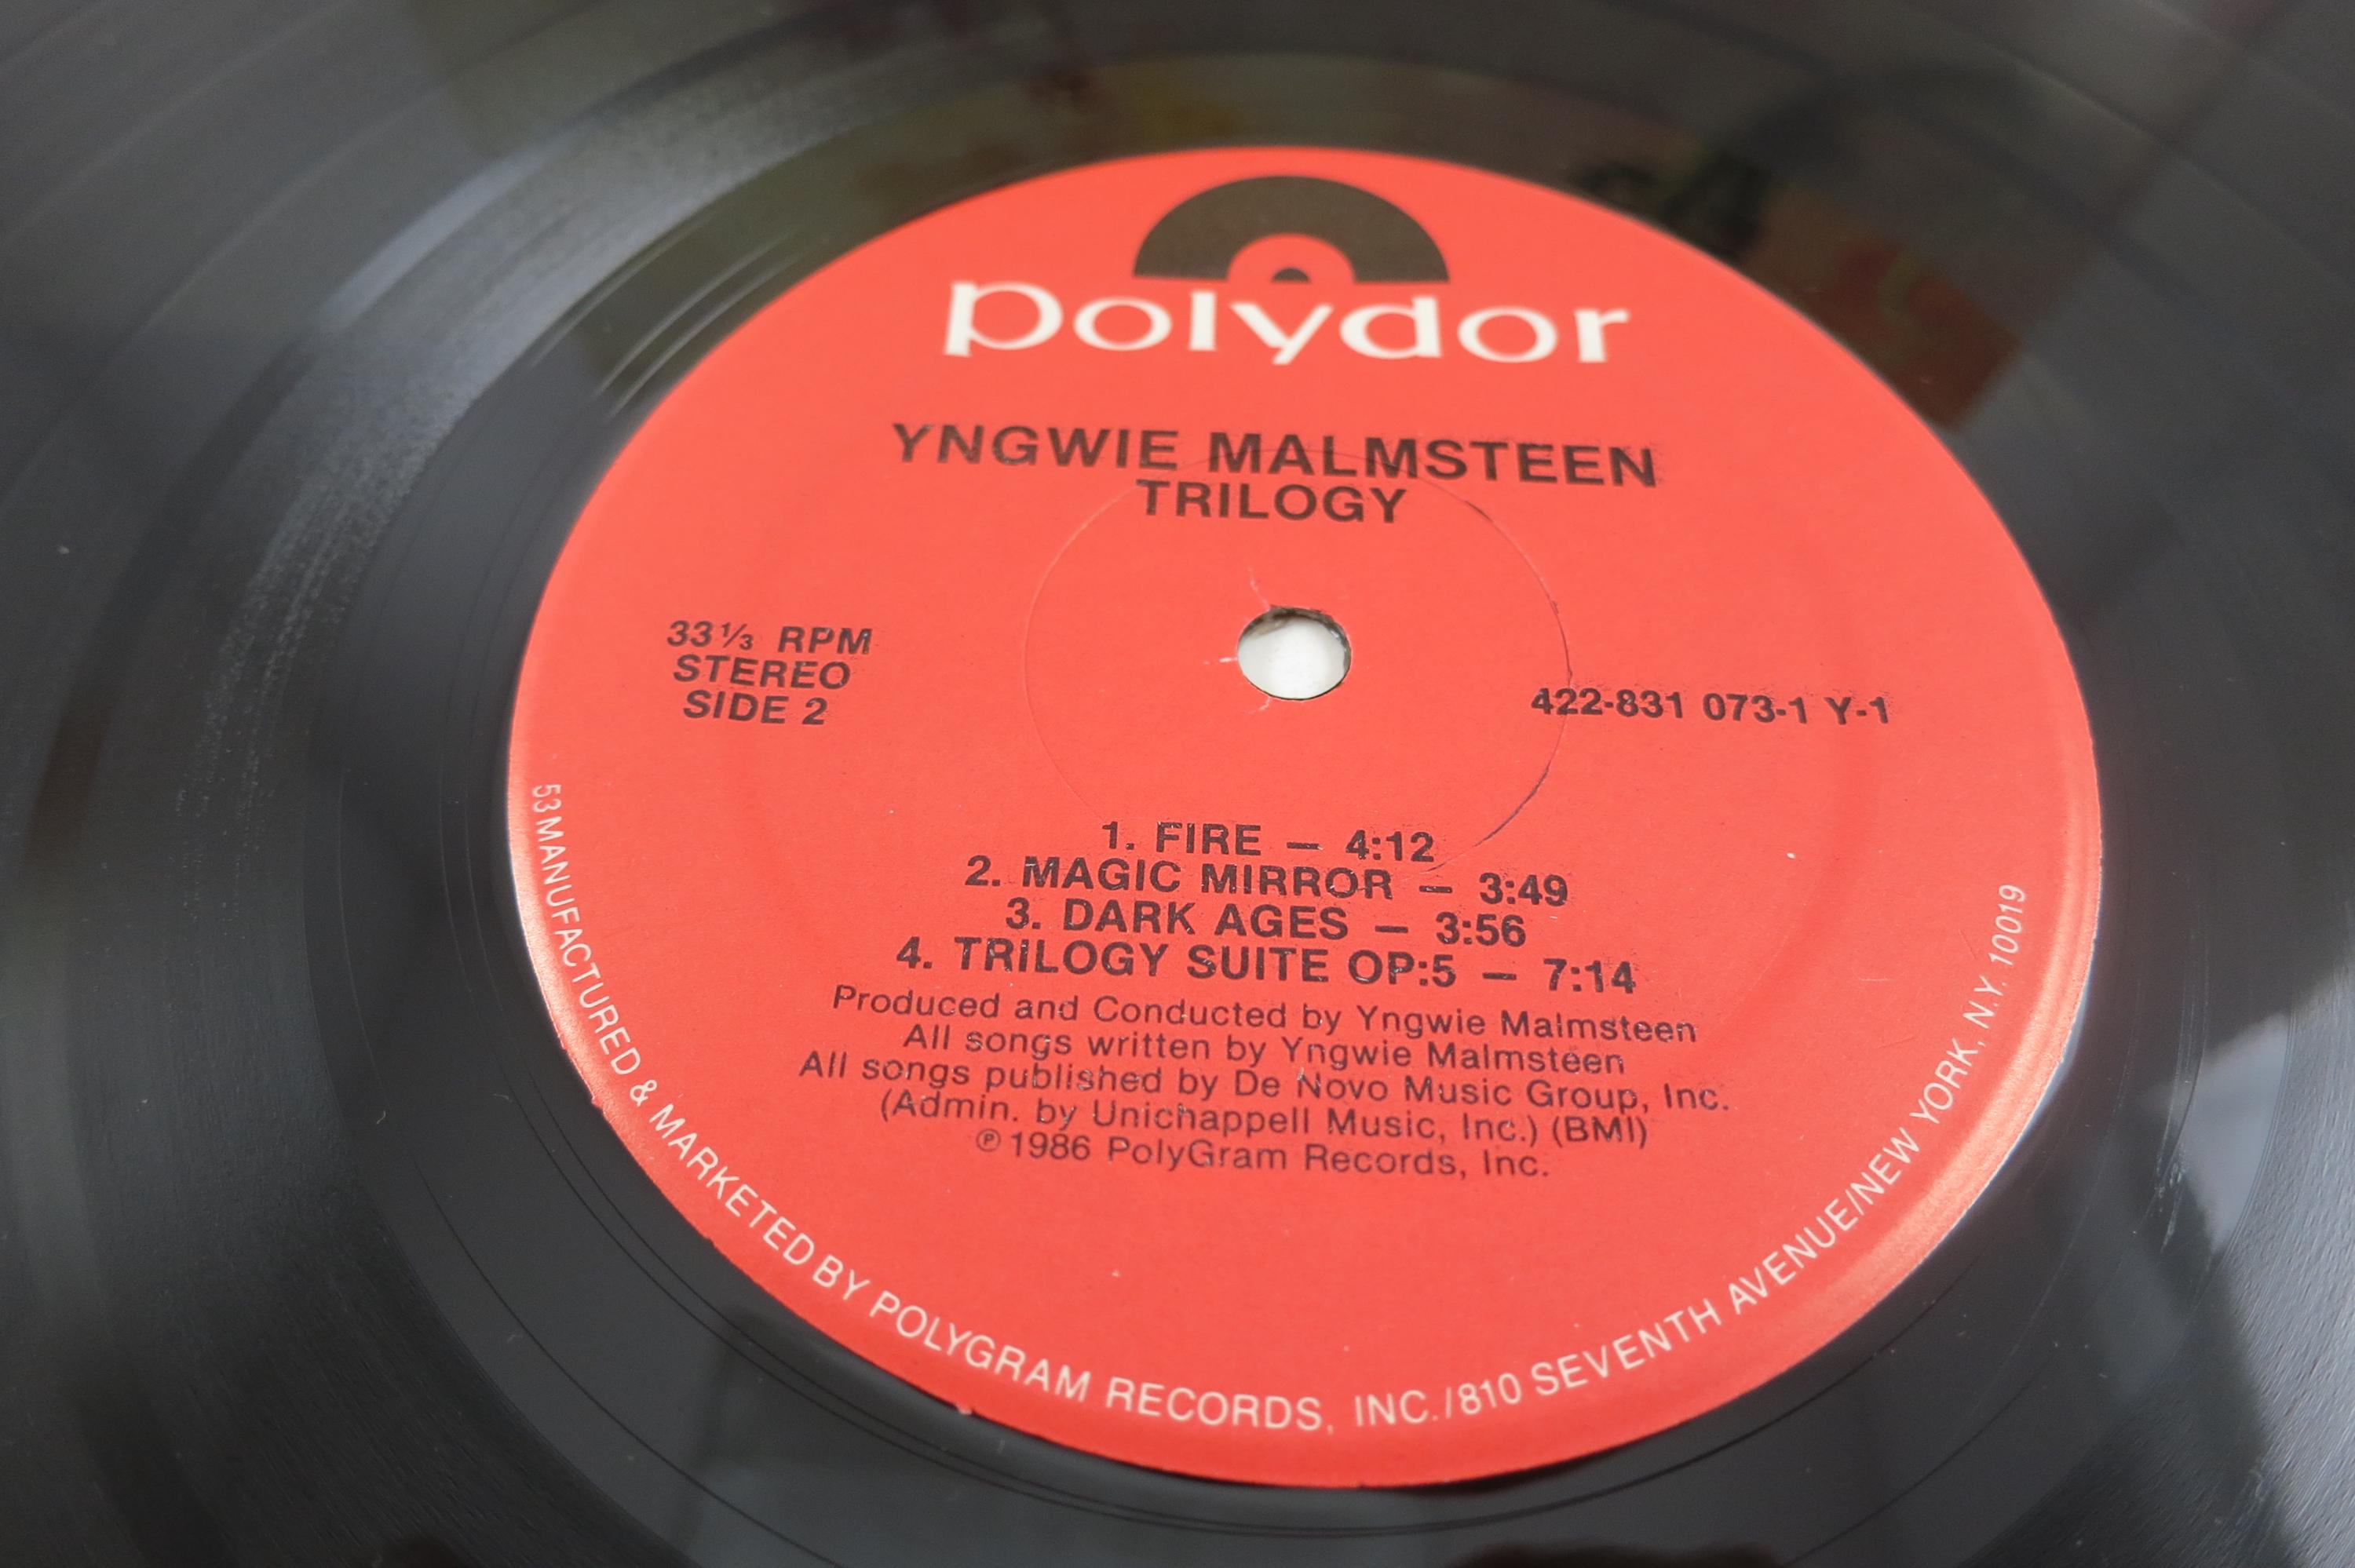 polydor
YNGWIE MALMSTEEN
TRILOGY
33⅓ RPM
STEREO
SIDE 2
422-831 073-1 Y-1
1. FIRE — 4:12
2. MAGIC MIRROR — 3:49
3. DARK AGES — 3:56
4. TRILOGY SUITE OP:5 — 7:14
Produced and Conducted by Yngwie Malmsteen
All songs written by Yngwie Malmsteen
All songs published by De Novo Music Group, Inc.
(Admin. by Unichappell Music, Inc.) (BMI)
℗ 1986 PolyGram Records, Inc.
53 MANUFACTURED & MARKETED BY POLYGRAM RECORDS, INC./810 SEVENTH AVENUE/NEW YORK, N.Y. 10019